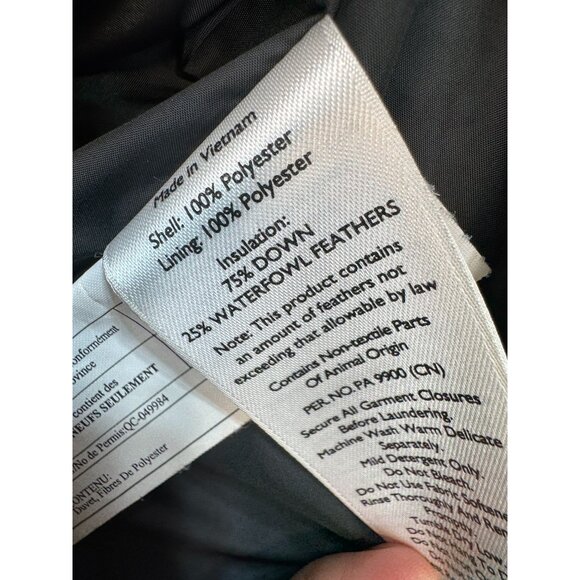 Made in Vietnam
Shell: 100% Polyester
Lining: 100% Polyester
Insulation:
75% DOWN
25% WATERFOWL FEATHERS
Note: This product contains
an amount of feathers not
exceeding that allowable by law
Contains Non-textile Parts
Of Animal Origin
PER. NO. PA 9900 (CN)
Secure All Garment Closures
Before Laundering.
Machine Wash Warm Delicate
Separately.
Mild Detergent Only.
Do Not Bleach.
Do Not Use Fabric
Rinse Thoroughly And
Low
contient des
NEUFS SEULEMENT
No de Permis:QC-049984
Duvet, Fibres De Polyester